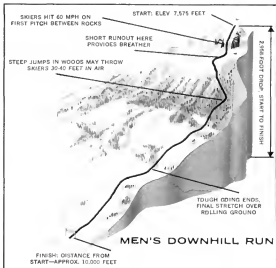 SKIERS HIT 60 MPH ON
FIRST PITCH BETWEEN ROCKS
START: ELEV 7,575 FEET
SHORT RUNOUT HERE
PROVIDES BREATHER
STEEP JUMPS IN WOODS MAY THROW
SKIERS 30-40 FEET IN AIR
FOOT DROP, START TO FINISH
TOUGH GOING ENDS,
FINAL STRETCH OVER
ROLLING GROUND
MEN'S DOWNHILL RUN
FINISH: DISTANCE FROM
START—APPROX. 10,000 FEET